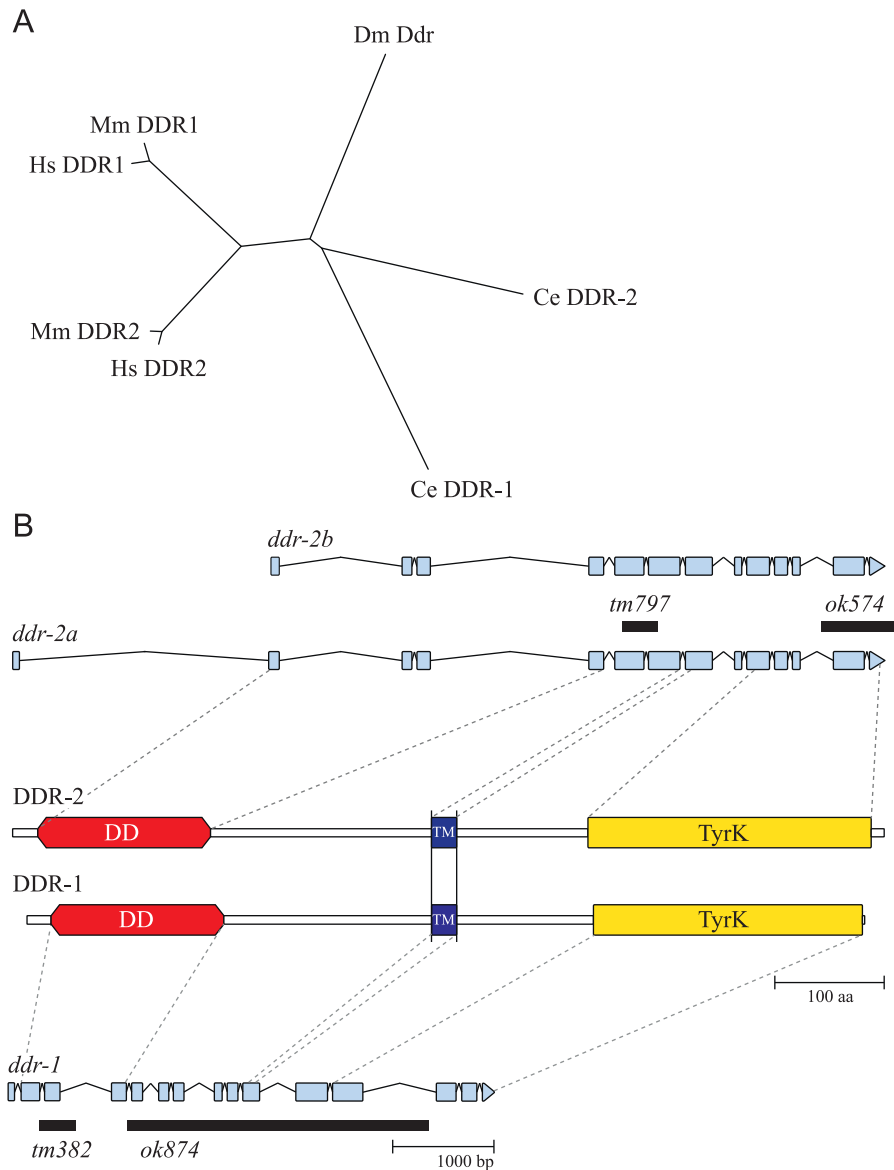 A
Dm Ddr
Mm DDR1
Hs DDR1
Ce DDR-2
Mm DDR2
Hs DDR2
Ce DDR-1
B
ddr-2b
tm797
ok574
ddr-2a
DDR-2
DD
TM
TyrK
DDR-1
DD
TM
TyrK
100 aa
ddr-1
tm382
ok874
1000 bp